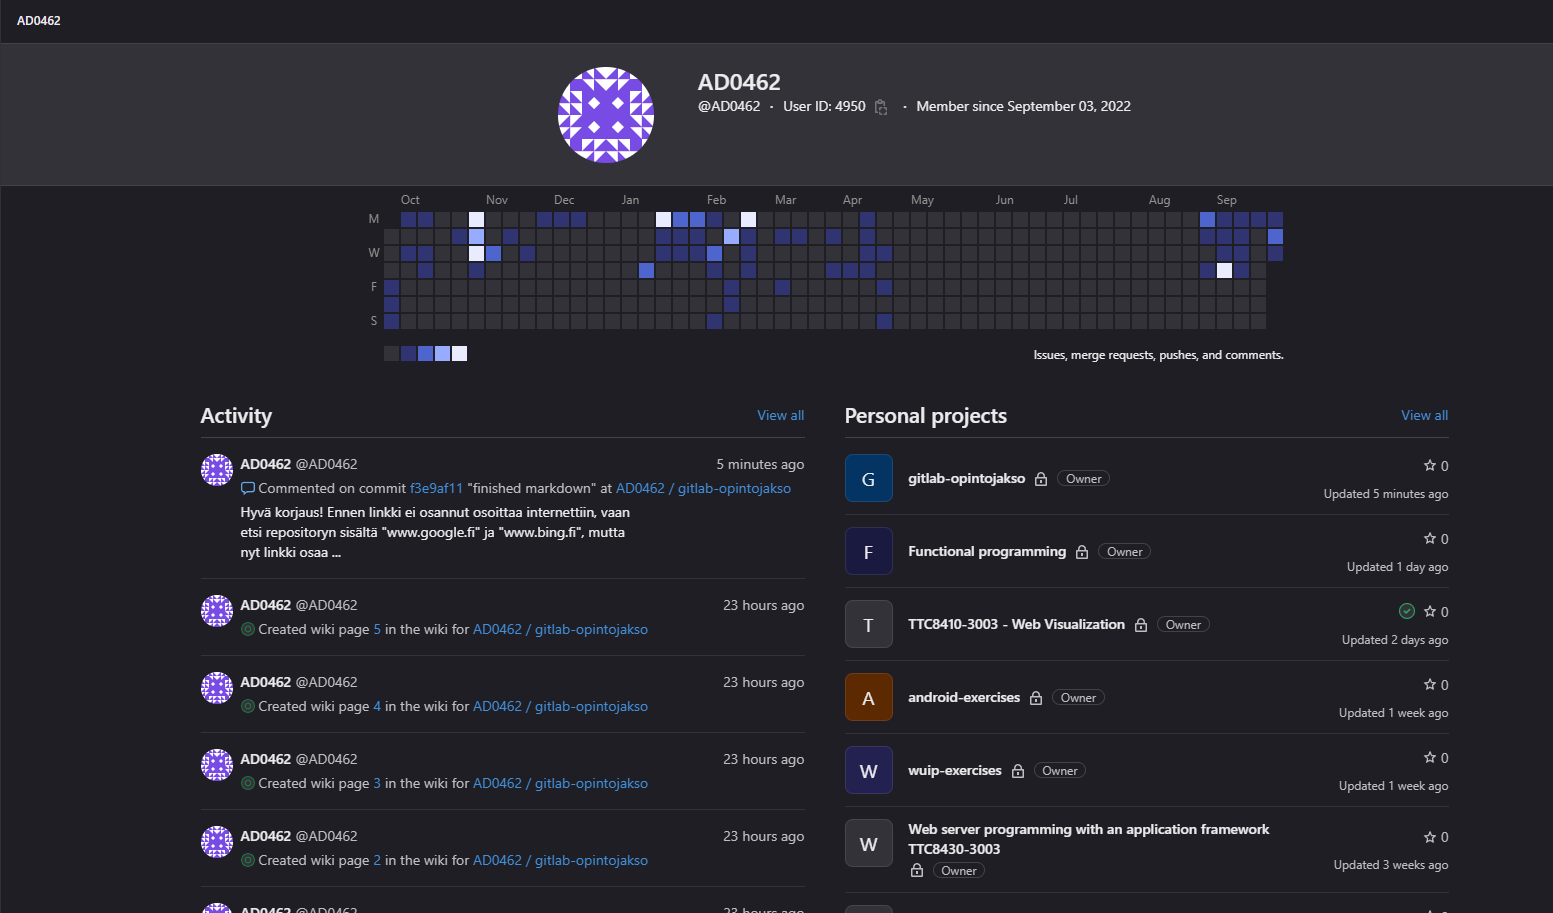 AD0462
AD0462
@AD0462 · User ID: 4950 · Member since September 03, 2022
Oct Nov Dec Jan Feb Mar Apr May Jun Jul Aug Sep
M
W
F
S
Issues, merge requests, pushes, and comments.
Activity
View all
AD0462 @AD0462
5 minutes ago
Commented on commit f3e9af11 "finished markdown" at AD0462 / gitlab-opintojakso
Hyvä korjaus! Ennen linkki ei osannut osoittaa internettiin, vaan
etsi repositoryn sisältä "www.google.fi" ja "www.bing.fi", mutta
nyt linkki osaa ...
AD0462 @AD0462
23 hours ago
Created wiki page 5 in the wiki for AD0462 / gitlab-opintojakso
AD0462 @AD0462
23 hours ago
Created wiki page 4 in the wiki for AD0462 / gitlab-opintojakso
AD0462 @AD0462
23 hours ago
Created wiki page 3 in the wiki for AD0462 / gitlab-opintojakso
AD0462 @AD0462
23 hours ago
Created wiki page 2 in the wiki for AD0462 / gitlab-opintojakso
AD0462 @AD0462
23 hours ago
Personal projects
View all
G
gitlab-opintojakso Owner
0
Updated 5 minutes ago
F
Functional programming Owner
0
Updated 1 day ago
T
TTC8410-3003 - Web Visualization Owner
0
Updated 2 days ago
A
android-exercises Owner
0
Updated 1 week ago
W
wuip-exercises Owner
0
Updated 1 week ago
W
Web server programming with an application framework
TTC8430-3003
Owner
0
Updated 3 weeks ago